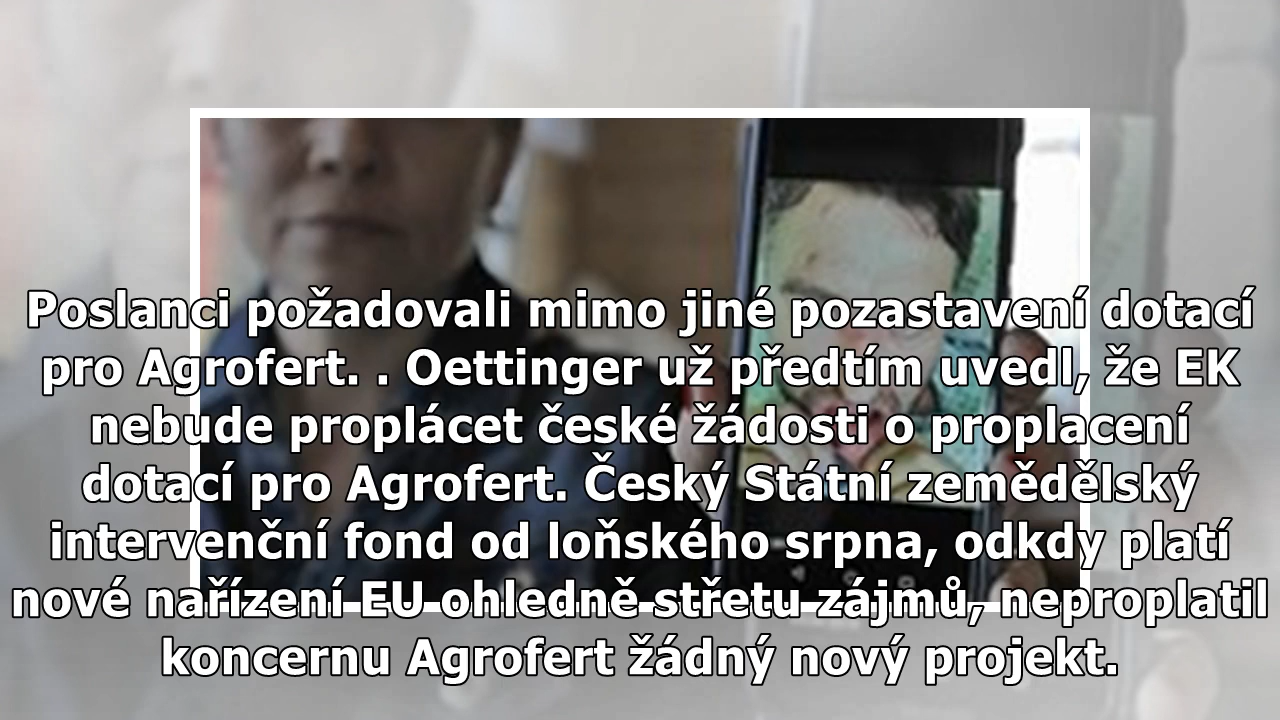 Poslanci požadovali mimo jiné pozastavení dotací
pro Agrofert. . Oettinger už předtím uvedl, že EK
nebude proplácet české žádosti o proplacení
dotací pro Agrofert. Český Státní zemědělský
intervenční fond od loňského srpna, odkdy platí
nové nařízení EU ohledně střetu zájmů, neproplatil
koncernu Agrofert žádný nový projekt.